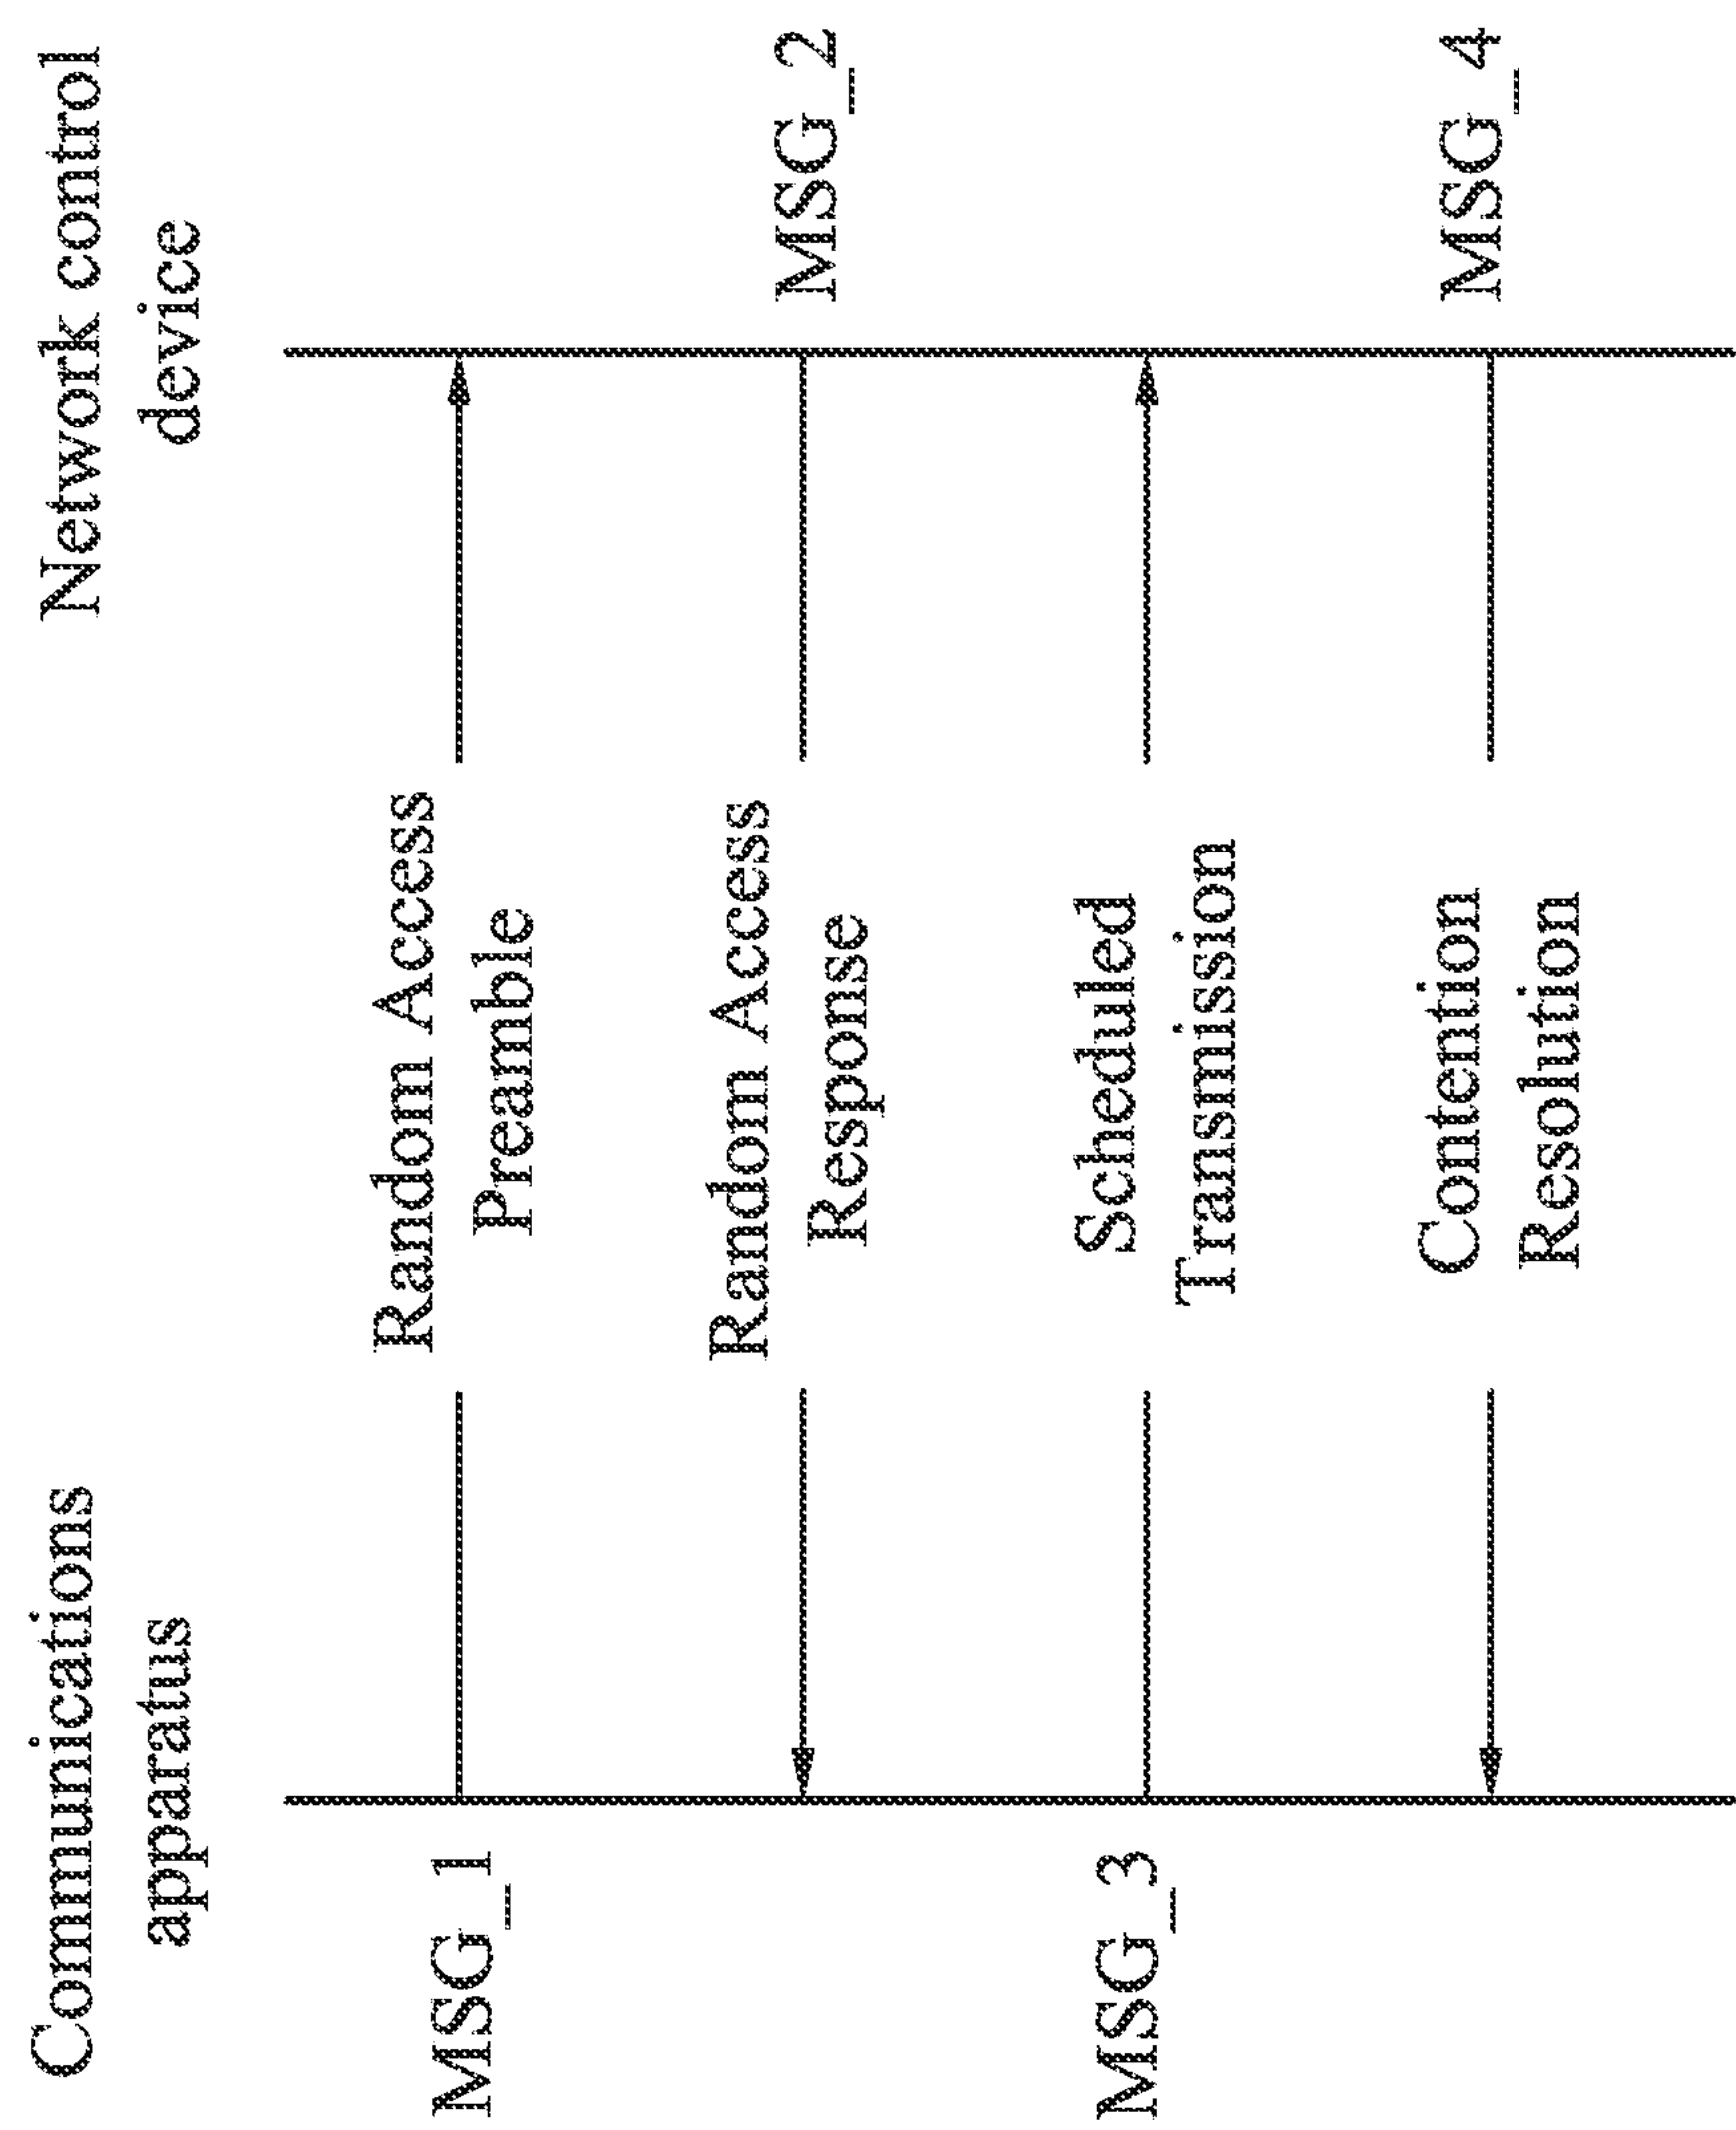 Communications
apparatus
Network control
device
MSG_1
Random Access
Preamble
Random Access
Response
MSG_2
MSG_3
Scheduled
Transmission
Contention
Resolution
MSG_4